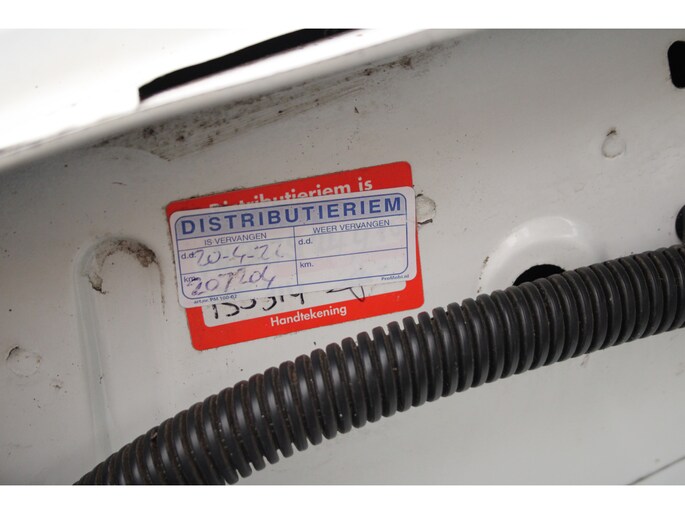 Distributieriem is
DISTRIBUTIERIEM
IS VERVANGEN WEER VERVANGEN
d.d. 20-4-22 d.d.
km. 207204 km.
Handtekening